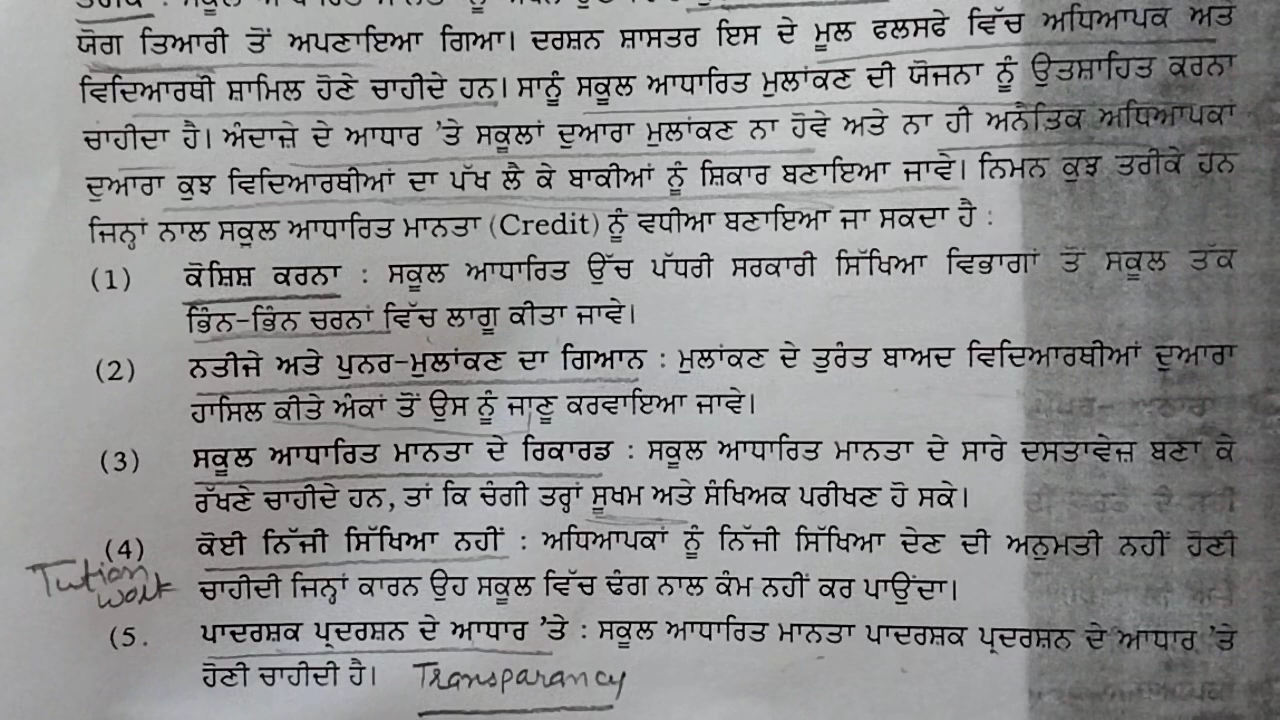 ਯੋਗ ਤਿਆਰੀ ਤੋਂ ਅਪਣਾਇਆ ਗਿਆ। ਦਰਸ਼ਨ ਸ਼ਾਸਤਰ ਇਸ ਦੇ ਮੂਲ ਫਲਸਫੇ ਵਿੱਚ ਅਧਿਆਪਕ ਅਤੇ
ਵਿਦਿਆਰਥੀ ਸ਼ਾਮਿਲ ਹੋਣੇ ਚਾਹੀਦੇ ਹਨ। ਸਾਨੂੰ ਸਕੂਲ ਆਧਾਰਿਤ ਮੁਲਾਂਕਣ ਦੀ ਯੋਜਨਾ ਨੂੰ ਉਤਸ਼ਾਹਿਤ ਕਰਨਾ
ਚਾਹੀਦਾ ਹੈ। ਅੰਦਾਜ਼ੇ ਦੇ ਆਧਾਰ ’ਤੇ ਸਕੂਲਾਂ ਦੁਆਰਾ ਮੁਲਾਂਕਣ ਨਾ ਹੋਵੇ ਅਤੇ ਨਾ ਹੀ ਅਨੈਤਿਕ ਅਧਿਆਪਕਾਂ
ਦੁਆਰਾ ਕੁਝ ਵਿਦਿਆਰਥੀਆਂ ਦਾ ਪੱਖ ਲੈ ਕੇ ਬਾਕੀਆਂ ਨੂੰ ਸ਼ਿਕਾਰ ਬਣਾਇਆ ਜਾਵੇ। ਨਿਮਨ ਕੁਝ ਤਰੀਕੇ ਹਨ
ਜਿਨ੍ਹਾਂ ਨਾਲ ਸਕੂਲ ਆਧਾਰਿਤ ਮਾਨਤਾ (Credit) ਨੂੰ ਵਧੀਆ ਬਣਾਇਆ ਜਾ ਸਕਦਾ ਹੈ :
(1) ਕੋਸ਼ਿਸ਼ ਕਰਨਾ : ਸਕੂਲ ਆਧਾਰਿਤ ਉੱਚ ਪੱਧਰੀ ਸਰਕਾਰੀ ਸਿੱਖਿਆ ਵਿਭਾਗਾਂ ਤੋਂ ਸਕੂਲ ਤੱਕ
ਭਿੰਨ-ਭਿੰਨ ਚਰਨਾਂ ਵਿੱਚ ਲਾਗੂ ਕੀਤਾ ਜਾਵੇ।
(2) ਨਤੀਜੇ ਅਤੇ ਪੁਨਰ-ਮੁਲਾਂਕਣ ਦਾ ਗਿਆਨ : ਮੁਲਾਂਕਣ ਦੇ ਤੁਰੰਤ ਬਾਅਦ ਵਿਦਿਆਰਥੀਆਂ ਦੁਆਰਾ
ਹਾਸਿਲ ਕੀਤੇ ਅੰਕਾਂ ਤੋਂ ਉਸ ਨੂੰ ਜਾਣੂ ਕਰਵਾਇਆ ਜਾਵੇ।
(3) ਸਕੂਲ ਆਧਾਰਿਤ ਮਾਨਤਾ ਦੇ ਰਿਕਾਰਡ : ਸਕੂਲ ਆਧਾਰਿਤ ਮਾਨਤਾ ਦੇ ਸਾਰੇ ਦਸਤਾਵੇਜ਼ ਬਣਾ ਕੇ
ਰੱਖਣੇ ਚਾਹੀਦੇ ਹਨ, ਤਾਂ ਕਿ ਚੰਗੀ ਤਰ੍ਹਾਂ ਸੂਖਮ ਅਤੇ ਸੰਖਿਅਕ ਪਰੀਖਣ ਹੋ ਸਕੇ।
(4) ਕੋਈ ਨਿੱਜੀ ਸਿੱਖਿਆ ਨਹੀਂ : ਅਧਿਆਪਕਾਂ ਨੂੰ ਨਿੱਜੀ ਸਿੱਖਿਆ ਦੇਣ ਦੀ ਅਨੁਮਤੀ ਨਹੀਂ ਹੋਣੀ
Tution
work
ਚਾਹੀਦੀ ਜਿਨ੍ਹਾਂ ਕਾਰਨ ਉਹ ਸਕੂਲ ਵਿੱਚ ਢੰਗ ਨਾਲ ਕੰਮ ਨਹੀਂ ਕਰ ਪਾਉਂਦਾ।
(5. ਪਾਦਰਸ਼ਕ ਪ੍ਰਦਰਸ਼ਨ ਦੇ ਆਧਾਰ ’ਤੇ : ਸਕੂਲ ਆਧਾਰਿਤ ਮਾਨਤਾ ਪਾਦਰਸ਼ਕ ਪ੍ਰਦਰਸ਼ਨ ਦੇ ਆਧਾਰ ’ਤੇ
ਹੋਣੀ ਚਾਹੀਦੀ ਹੈ। Transparancy